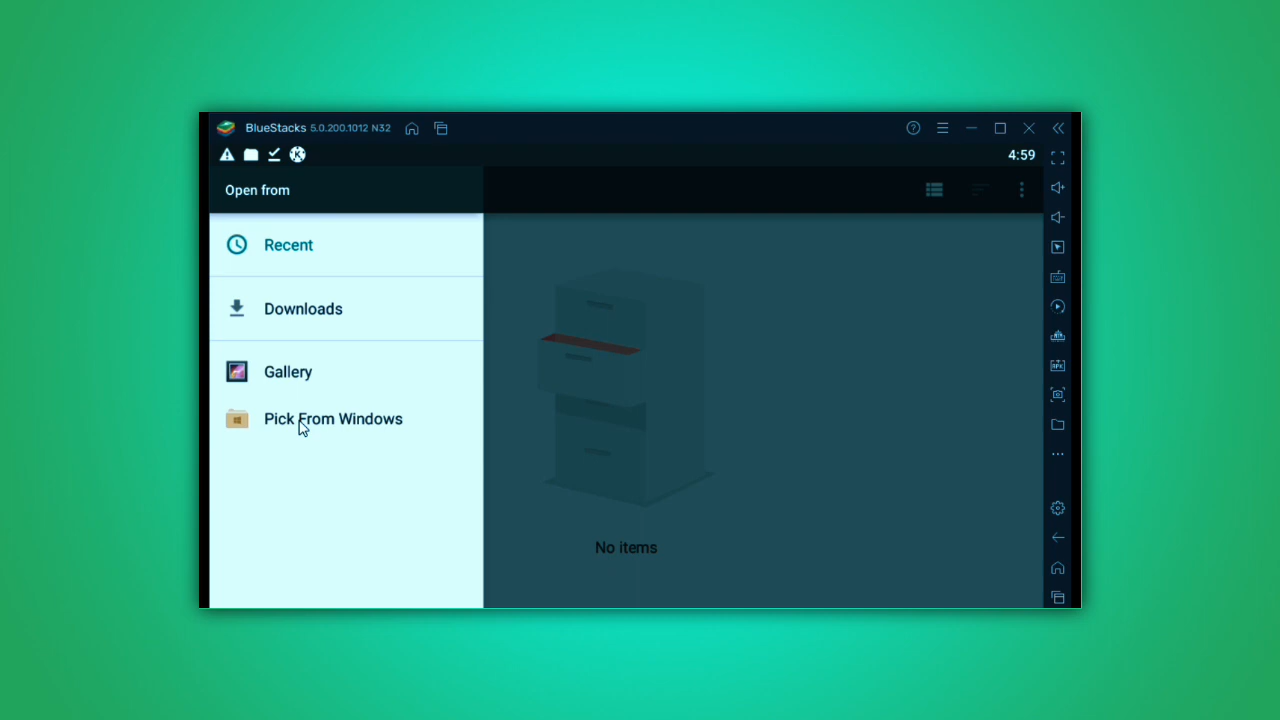 BlueStacks 5.0.200.1012 N32
4:59
Open from
Recent
Downloads
Gallery
Pick From Windows
No items